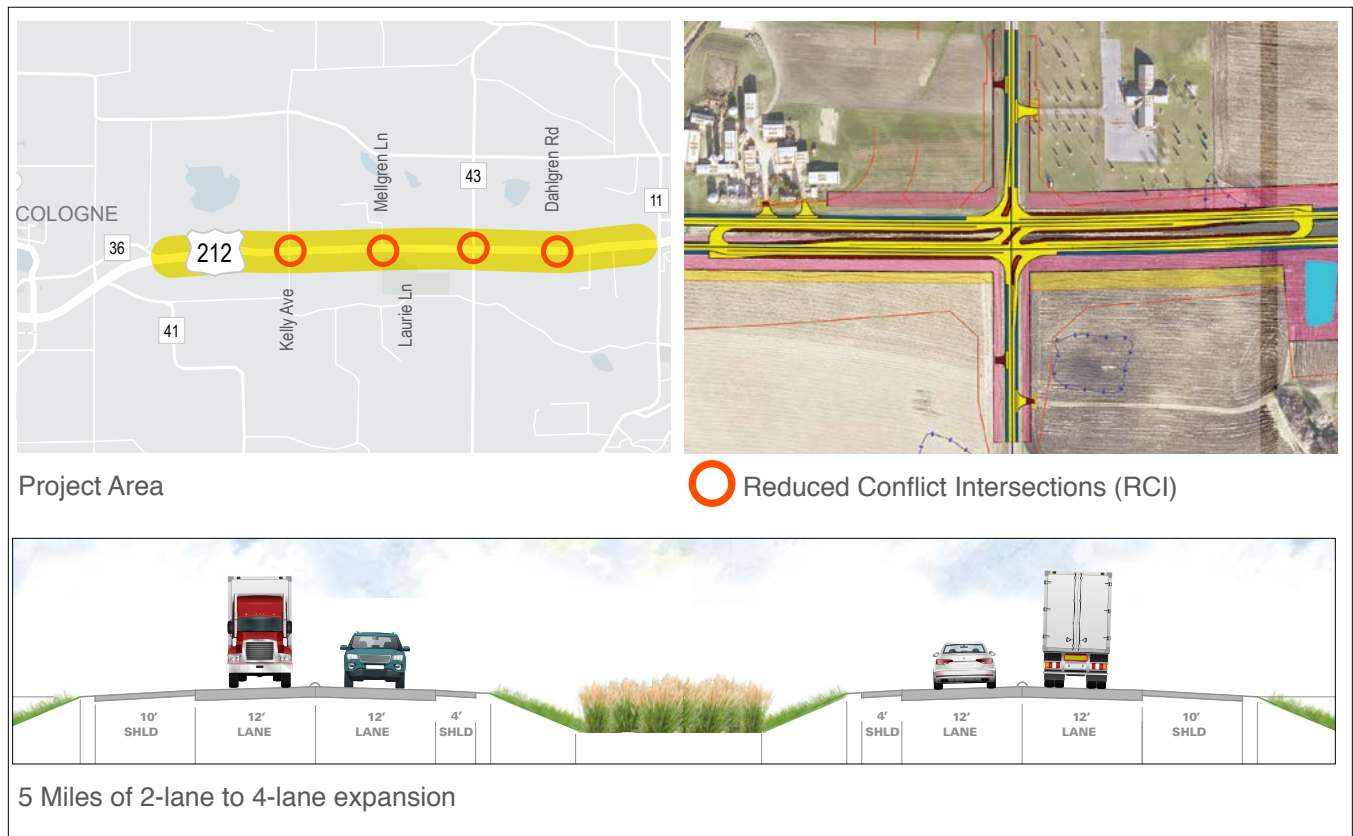 Mellgren Ln
Dahlgren Rd
43
11
COLOGNE
36
212
Kelly Ave
Laurie Ln
41
Project Area
Reduced Conflict Intersections (RCI)
10'
SHLD
12'
LANE
12'
LANE
4'
SHLD
4'
SHLD
12'
LANE
12'
LANE
10'
SHLD
5 Miles of 2-lane to 4-lane expansion